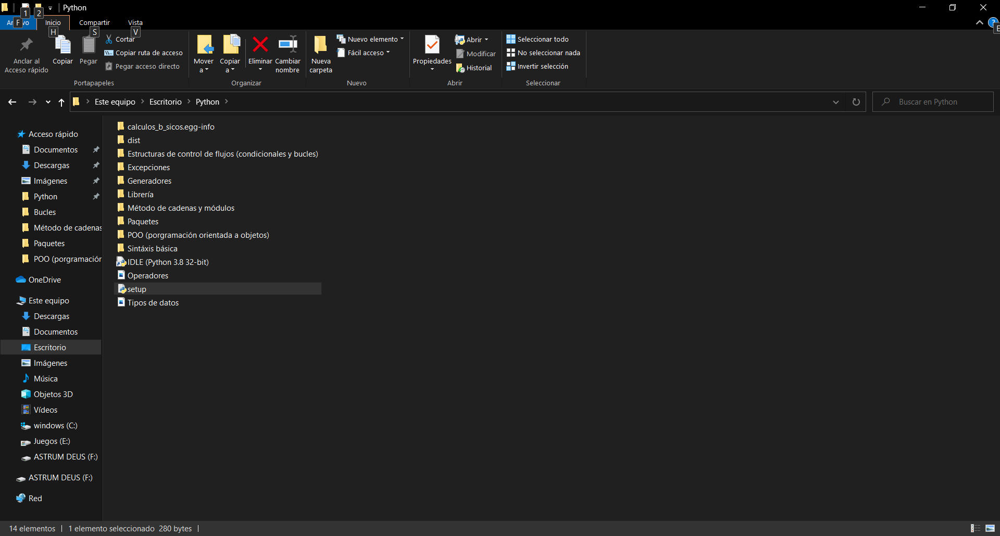 Python
1
2
F
Inicio
Compartir
Vista
H
S
V
E
Anclar al
Acceso rápido
Copiar
Pegar
Cortar
Copiar ruta de acceso
Pegar acceso directo
Portapapeles
Mover
a
Copiar
a
Eliminar
Cambiar
nombre
Organizar
Nueva
carpeta
Nuevo elemento
Fácil acceso
Nuevo
Propiedades
Abrir
Modificar
Historial
Abrir
Seleccionar todo
No seleccionar nada
Invertir selección
Seleccionar
Este equipo
Escritorio
Python
Buscar en Python
Acceso rápido
Documentos
Descargas
Imágenes
Python
Bucles
Método de cadenas
Paquetes
POO (porgramación
OneDrive
Este equipo
Descargas
Documentos
Escritorio
Imágenes
Música
Objetos 3D
Vídeos
windows (C:)
Juegos (E:)
ASTRUM DEUS (F:)
ASTRUM DEUS (F:)
Red
calculos_b_sicos.egg-info
dist
Estructuras de control de flujos (condicionales y bucles)
Excepciones
Generadores
Librería
Método de cadenas y módulos
Paquetes
POO (porgramación orientada a objetos)
Sintáxis básica
IDLE (Python 3.8 32-bit)
Operadores
setup
Tipos de datos
14 elementos
1 elemento seleccionado 280 bytes